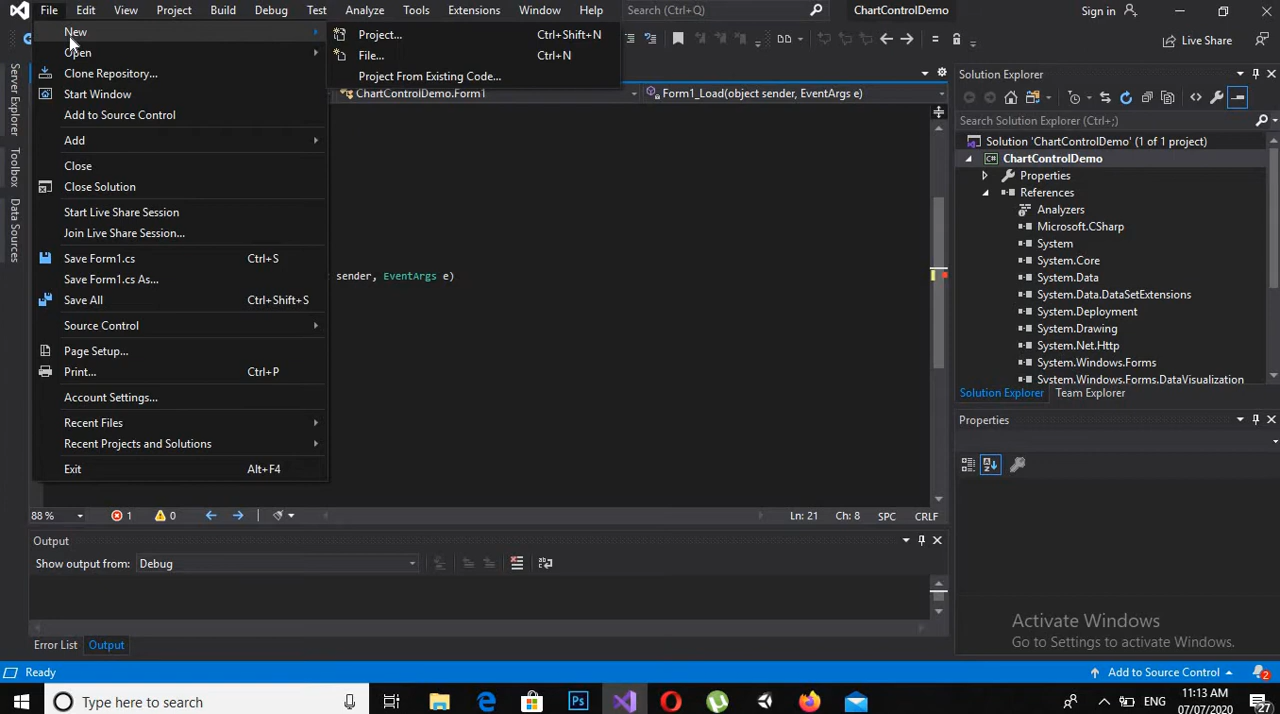 File Edit View Project Build Debug Test Analyze Tools Extensions Window Help Search (Ctrl+Q) ChartControlDemo Sign in
Live Share
New
Open
Clone Repository...
Start Window
Add to Source Control
Add
Close
Close Solution
Start Live Share Session
Join Live Share Session...
Save Form1.cs Ctrl+S
Save Form1.cs As...
Save All Ctrl+Shift+S
Source Control
Page Setup...
Print... Ctrl+P
Account Settings...
Recent Files
Recent Projects and Solutions
Exit Alt+F4
Project... Ctrl+Shift+N
File... Ctrl+N
Project From Existing Code...
Server Explorer
Toolbox
Data Sources
ChartControlDemo.Form1 Form1_Load(object sender, EventArgs e)
sender, EventArgs e)
88% 1 0 Ln: 21 Ch: 8 SPC CRLF
Output
Show output from: Debug
Error List Output
Solution Explorer
Search Solution Explorer (Ctrl+;)
Solution 'ChartControlDemo' (1 of 1 project)
C# ChartControlDemo
Properties
References
Analyzers
Microsoft.CSharp
System
System.Core
System.Data
System.Data.DataSetExtensions
System.Deployment
System.Drawing
System.Net.Http
System.Windows.Forms
System.Windows.Forms.DataVisualization
Solution Explorer Team Explorer
Properties
Activate Windows
Go to Settings to activate Windows.
Ready Add to Source Control 2
Type here to search Ps ENG 11:13 AM
07/07/2020 27